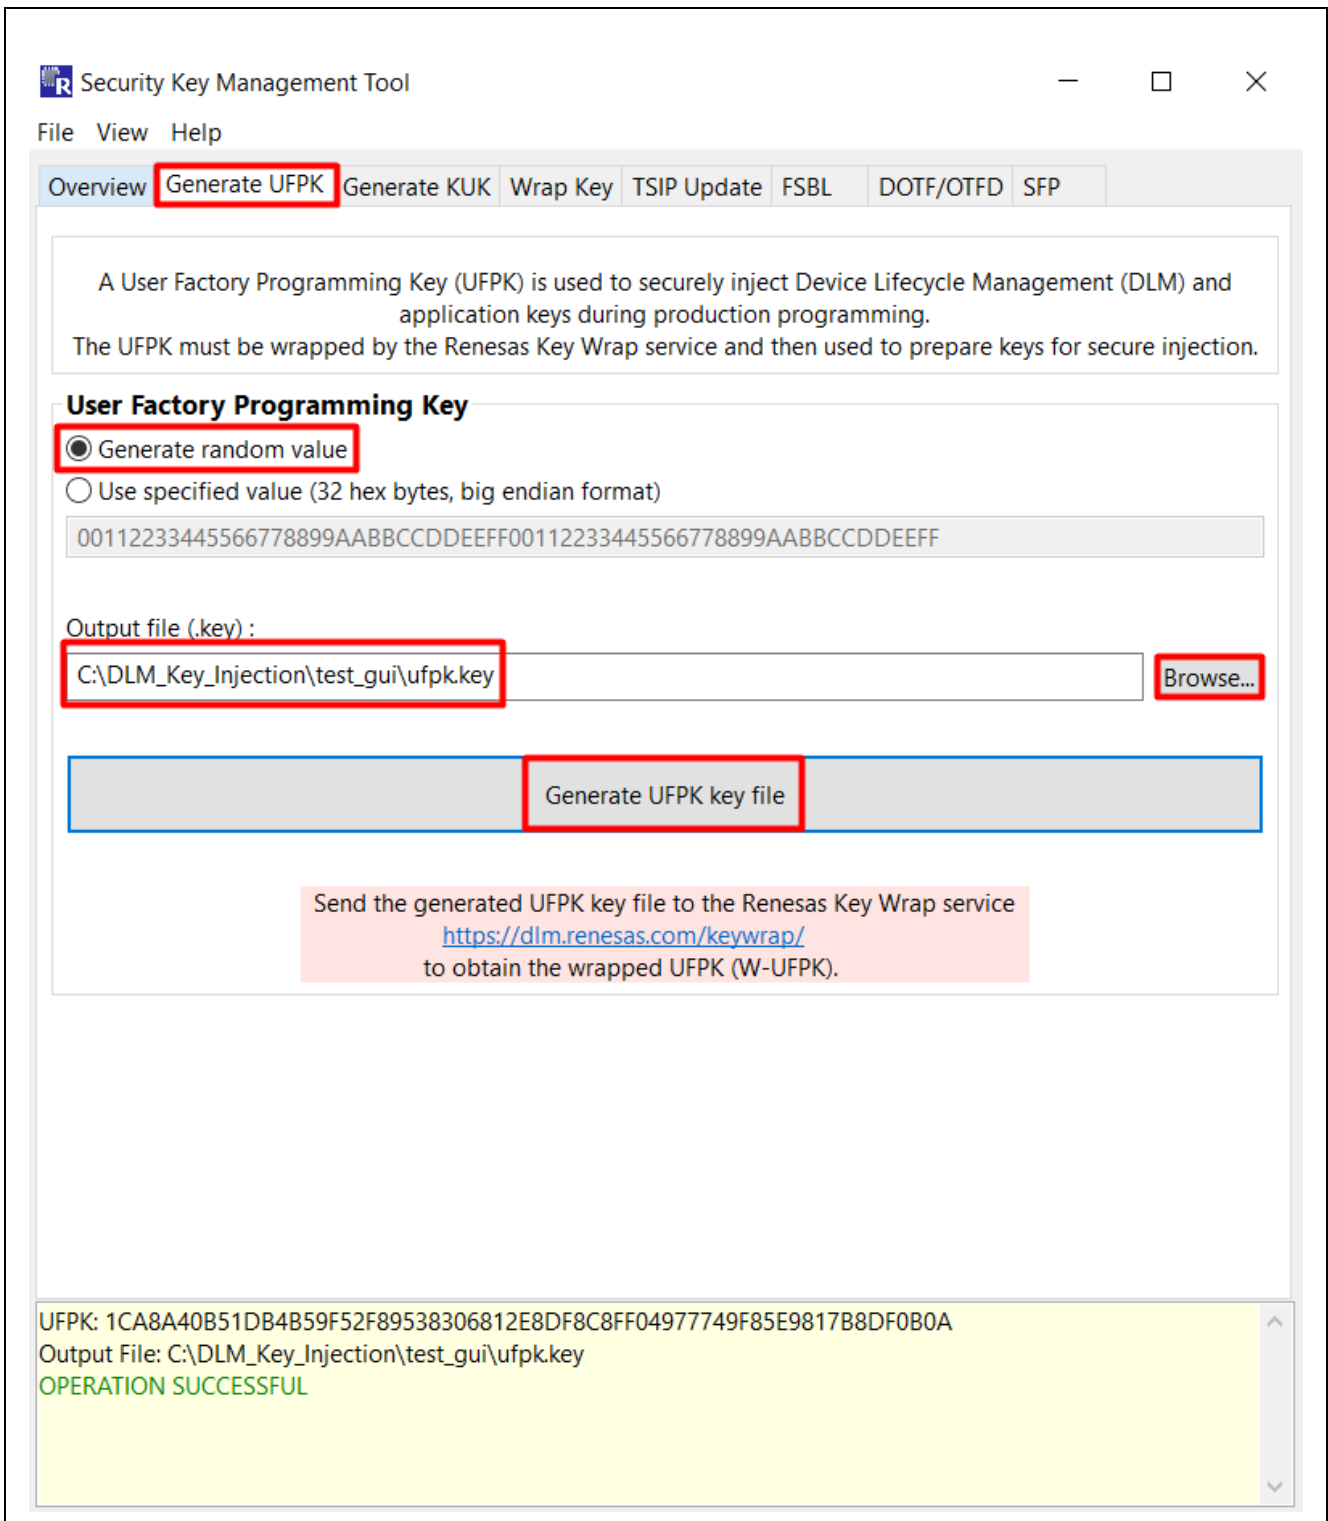 Security Key Management Tool
File View Help
Overview Generate UFPK Generate KUK Wrap Key TSIP Update FSBL DOTF/OTFD SFP
A User Factory Programming Key (UFPK) is used to securely inject Device Lifecycle Management (DLM) and
application keys during production programming.
The UFPK must be wrapped by the Renesas Key Wrap service and then used to prepare keys for secure injection.
User Factory Programming Key
Generate random value
Use specified value (32 hex bytes, big endian format)
00112233445566778899AABBCCDDEEFF00112233445566778899AABBCCDDEEFF
Output file (.key) :
C:\DLM_Key_Injection\test_gui\ufpk.key
Browse...
Generate UFPK key file
Send the generated UFPK key file to the Renesas Key Wrap service
https://dlm.renesas.com/keywrap/
to obtain the wrapped UFPK (W-UFPK).
UFPK: 1CA8A40B51DB4B59F52F89538306812E8DF8C8FF04977749F85E9817B8DF0B0A
Output File: C:\DLM_Key_Injection\test_gui\ufpk.key
OPERATION SUCCESSFUL